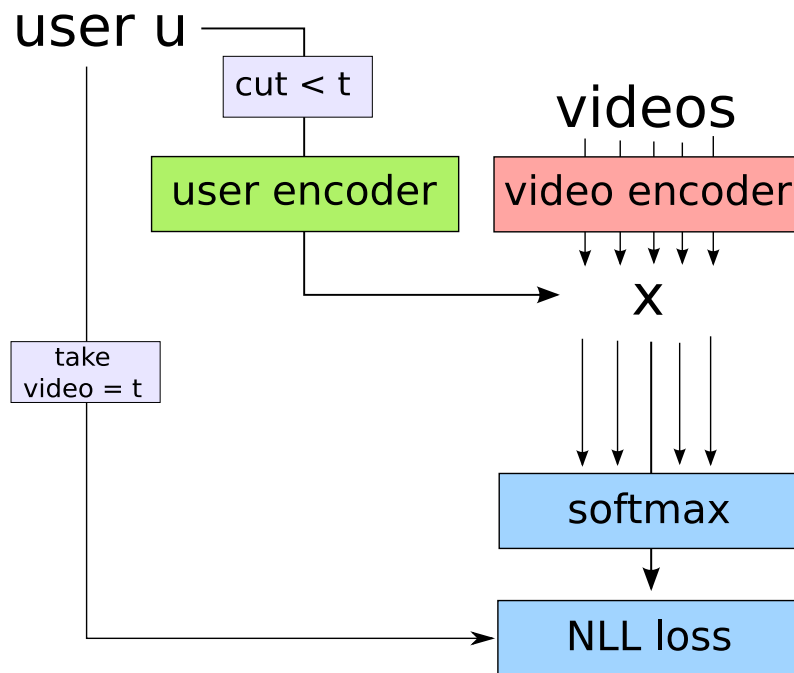 user u
cut < t
videos
user encoder
video encoder
x
take
video = t
softmax
NLL loss